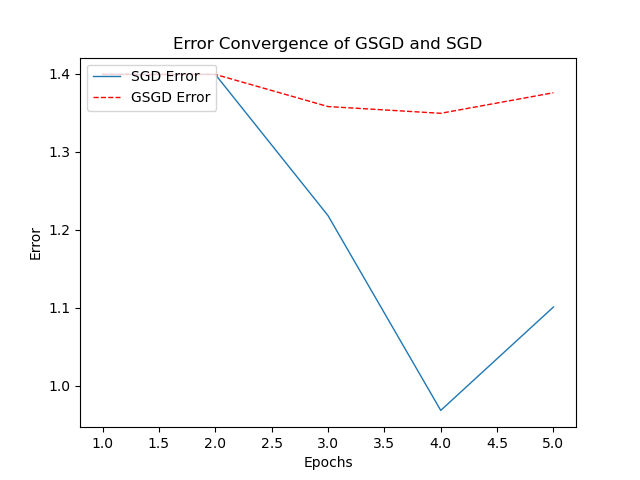 Error Convergence of GSGD and SGD
SGD Error
GSGD Error
1.4
1.3
1.2
1.1
1.0
Error
1.0 1.5 2.0 2.5 3.0 3.5 4.0 4.5 5.0
Epochs